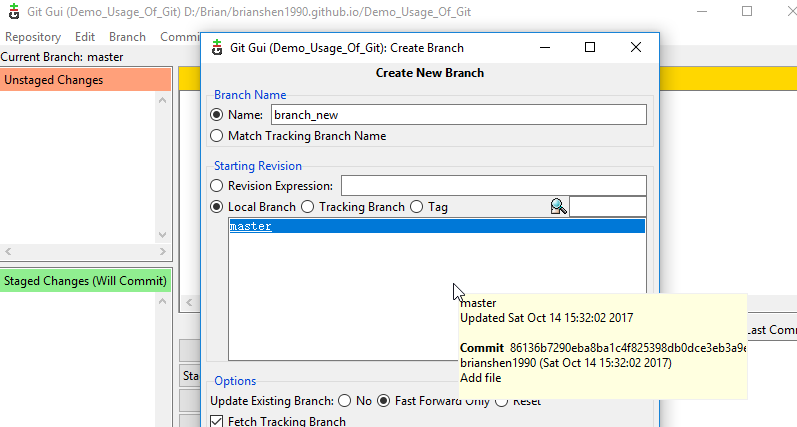 Git Gui (Demo_Usage_Of_Git) D:/Brian/brianshen1990.github.io/Demo_Usage_Of_Git
Repository Edit Branch Commi
Current Branch: master
Unstaged Changes
Staged Changes (Will Commit)
Git Gui (Demo_Usage_Of_Git): Create Branch
Create New Branch
Branch Name
Name: branch_new
Match Tracking Branch Name
Starting Revision
Revision Expression:
Local Branch Tracking Branch Tag
master
master
Updated Sat Oct 14 15:32:02 2017
Commit 86136b7290eba8ba1c4f825398db0dce3eb3a9e
brianshen1990 (Sat Oct 14 15:32:02 2017)
Add file
Last Comm
Sta
Options
Update Existing Branch: No Fast Forward Only Reset
Fetch Tracking Branch